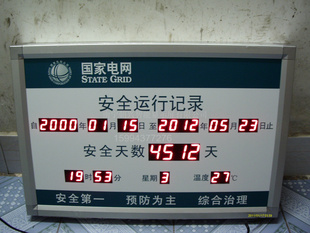 国家电网
STATE GRID
安全运行记录
自2000年01月15日至2012年05月23日止
安全天数4512天
19时53分 星期3 温度27℃
安全第一 预防为主 综合治理